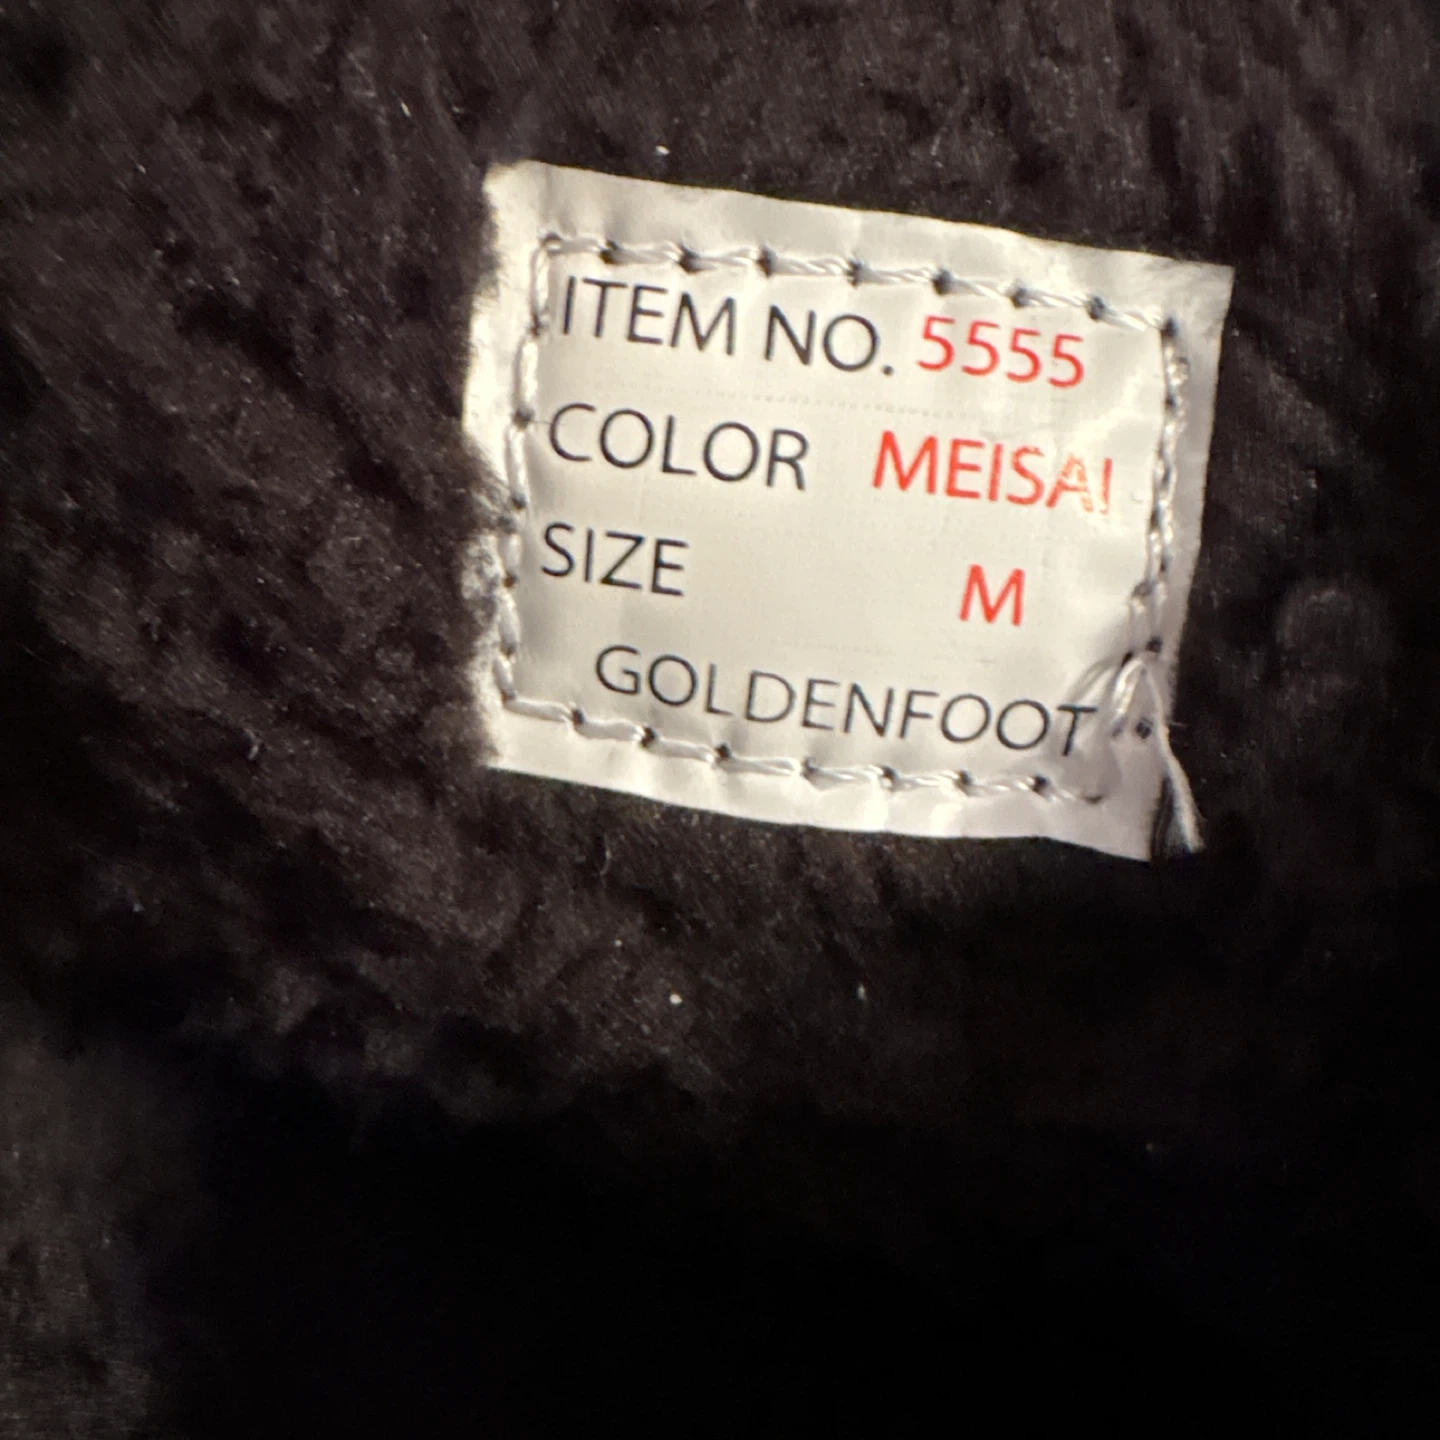 ITEM NO. 5555
COLOR MEISAI
SIZE M
GOLDENFOOT